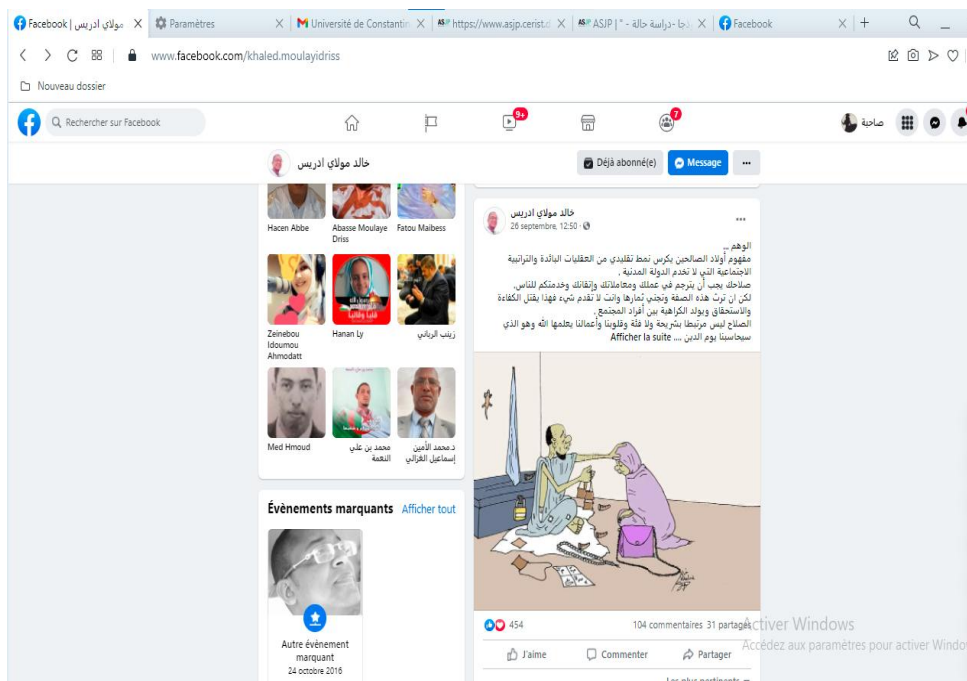 Facebook | مولاي ادريس
Paramètres
Université de Constantin
https://www.asjp.cerist.d
ASJP | " - دجا -دراسة حالة
Facebook
www.facebook.com/khaled.moulayidriss
Nouveau dossier
Rechercher sur Facebook
9+
7
صاحبة
خالد مولاي ادريس
Déjà abonné(e)
Message
Hacen Abbe
Abasse Moulaye Driss
Fatou Maibess
Zeinebou Idoumou Ahmodatt
Hanan Ly
زينب الرباني
Med Hmoud
محمد بن علي النعمة
د.محمد الأمين إسماعيل الغزالي
Évènements marquants
Afficher tout
Autre évènement
marquant
24 octobre 2016
خالد مولاي ادريس
26 septembre, 12:50
الوهم ...
مفهوم أولاد الصالحين يكرس نمط تقليدي من العقليات البائدة والتراتبية
الاجتماعية التي لا تخدم الدولة المدنية .
صلاحك يجب أن يترجم في عملك ومعاملاتك وإتقانك وخدمتكم للناس.
لكن ان ترث هذه الصفة وتجني ثمارها وانت لا تقدم شيء فهذا يقتل الكفاءة
والاستحقاق ويولد الكراهية بين أفراد المجتمع .
الصلاح ليس مرتبطا بشريحة ولا فئة وقلوبنا وأعمالنا يعلمها الله وهو الذي
سيحاسبنا يوم الدين .... Afficher la suite
454
104 commentaires 31 partages
J'aime
Commenter
Partager
Les plus pertinents
Activer Windows
Accédez aux paramètres pour activer Windo